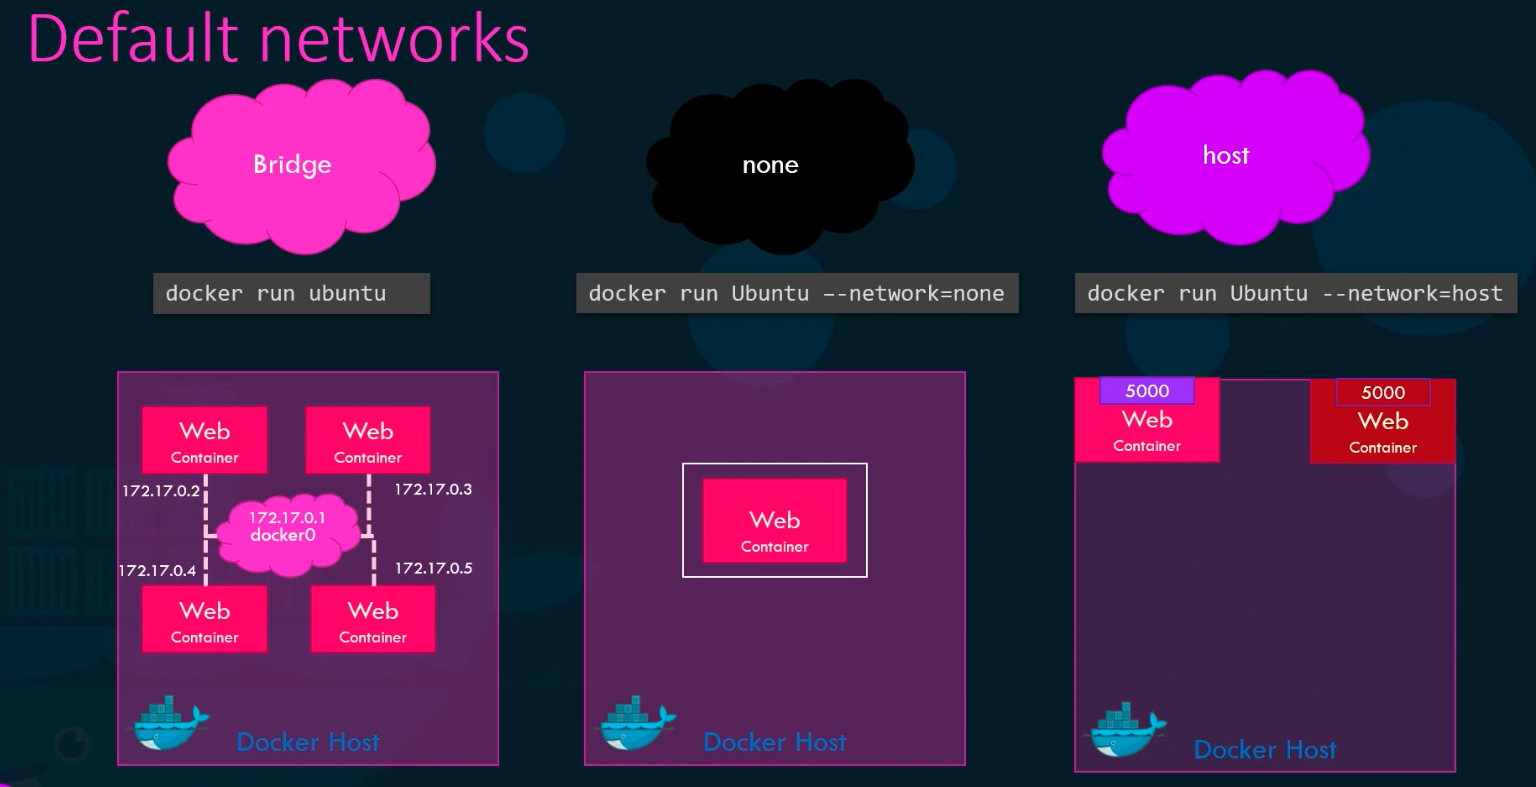 Default networks
Bridge
none
host
docker run ubuntu
docker run Ubuntu –-network=none
docker run Ubuntu --network=host
Web
Container
Web
Container
172.17.0.2
172.17.0.3
172.17.0.1
docker0
172.17.0.4
172.17.0.5
Web
Container
Web
Container
Docker Host
Web
Container
Docker Host
5000
Web
Container
5000
Web
Container
Docker Host